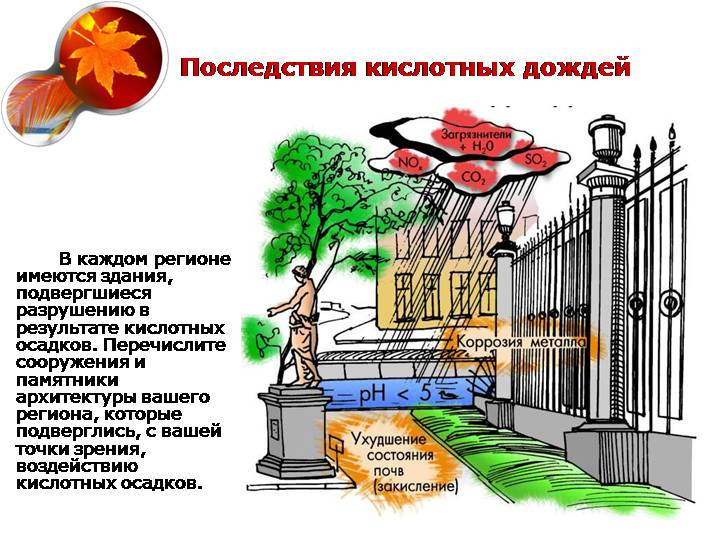 Последствия кислотных дождей
В каждом регионе
имеются здания,
подвергшиеся
разрушению в
результате кислотных
осадков. Перечислите
сооружения и
памятники
архитектуры вашего
региона, которые
подверглись, с вашей
точки зрения,
воздействию
кислотных осадков.
Загрязнители
+ H₂O
NOₓ
SO₂
CO₂
Коррозия металла
pH < 5
Ухудшение
состояния
почв
(закисление)